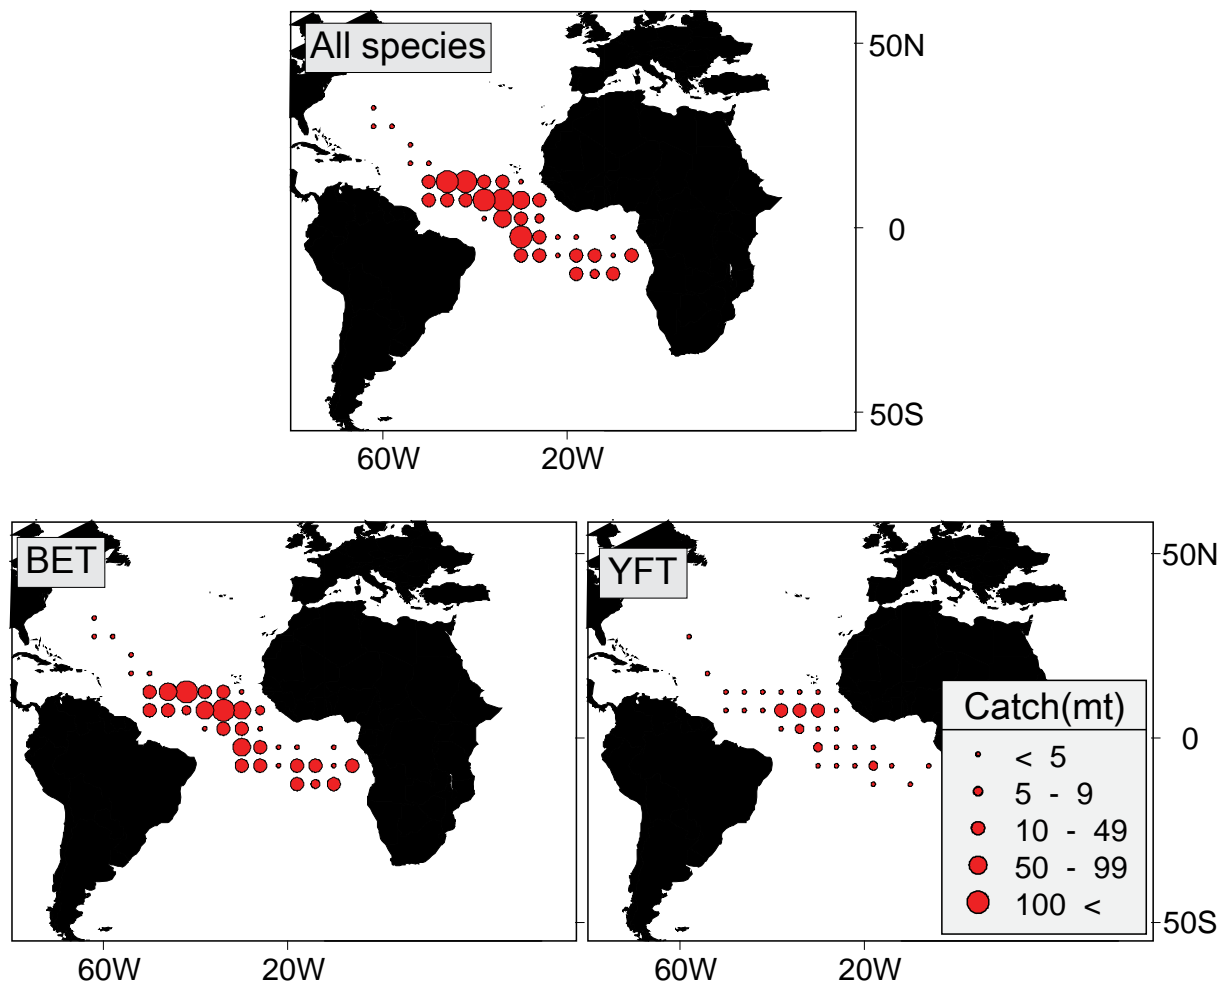 All species
50N
0
50S
60W 20W
BET
YFT
50N
Catch(mt)
0
< 5
5 - 9
10 - 49
50 - 99
100 <
50S
60W 20W
60W 20W